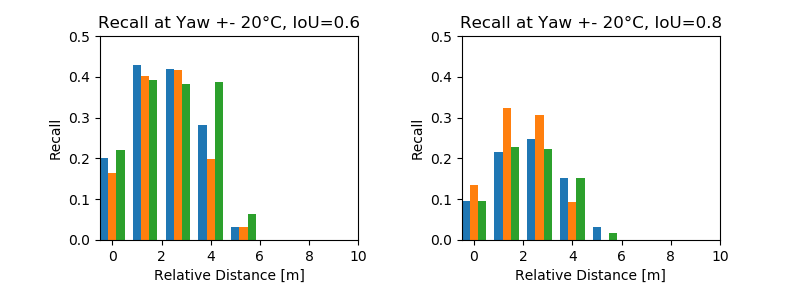 Recall at Yaw +- 20°C, IoU=0.6
0.5
0.4
0.3
0.2
0.1
0.0
Recall
0 2 4 6 8 10
Relative Distance [m]
Recall at Yaw +- 20°C, IoU=0.8
0.5
0.4
0.3
0.2
0.1
0.0
Recall
0 2 4 6 8 10
Relative Distance [m]